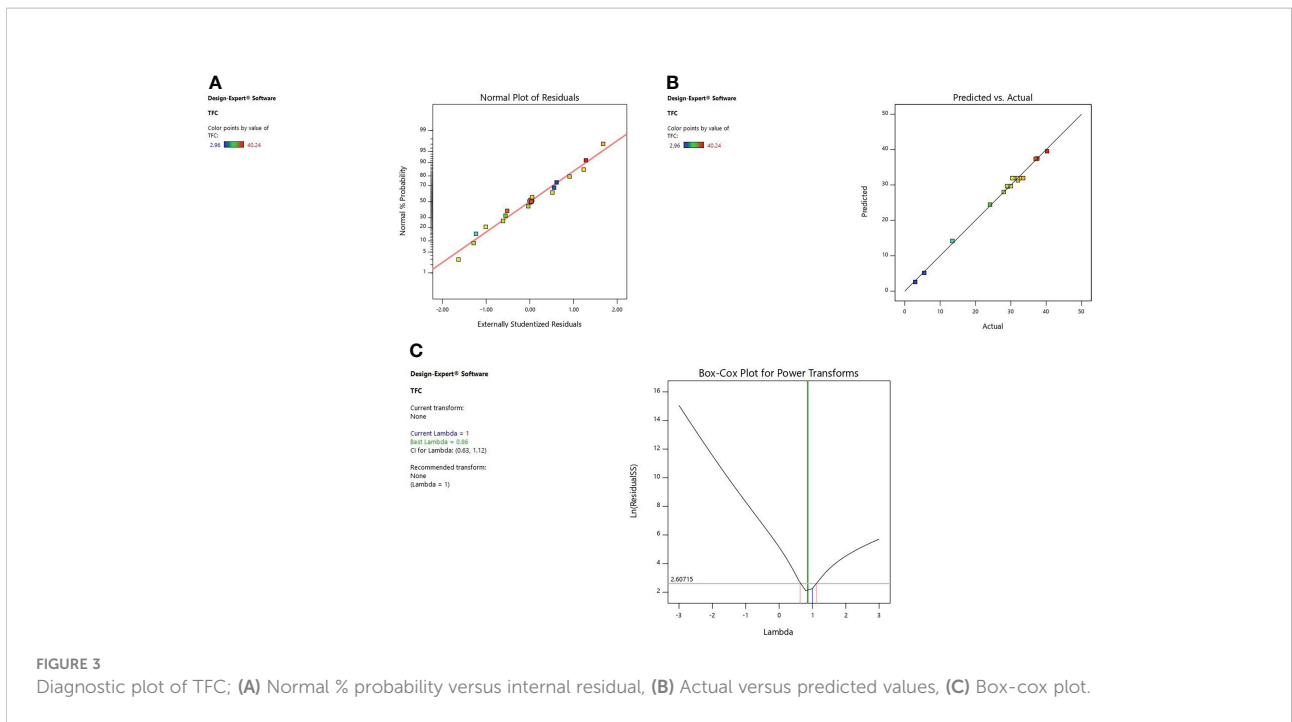 A
Design-Expert® Software
TFC
Color points by value of
TFC:
2.96 40.24
Normal Plot of Residuals
99
95
90
80
70
50
30
20
10
5
1
Normal % Probability
-2.00 -1.00 0.00 1.00 2.00
Externally Studentized Residuals
B
Design-Expert® Software
TFC
Color points by value of
TFC:
2.96 40.24
Predicted vs. Actual
50
40
30
20
10
0
Predicted
0 10 20 30 40 50
Actual
C
Design-Expert® Software
TFC
Current transform:
None
Current Lambda = 1
Best Lambda = 0.86
CI for Lambda: (0.63, 1.12)
Recommended transform:
None
(Lambda = 1)
Box-Cox Plot for Power Transforms
16
14
12
10
8
6
4
2.60715
2
Ln(ResidualSS)
-3 -2 -1 0 1 2 3
Lambda
FIGURE 3
Diagnostic plot of TFC; (A) Normal % probability versus internal residual, (B) Actual versus predicted values, (C) Box-cox plot.